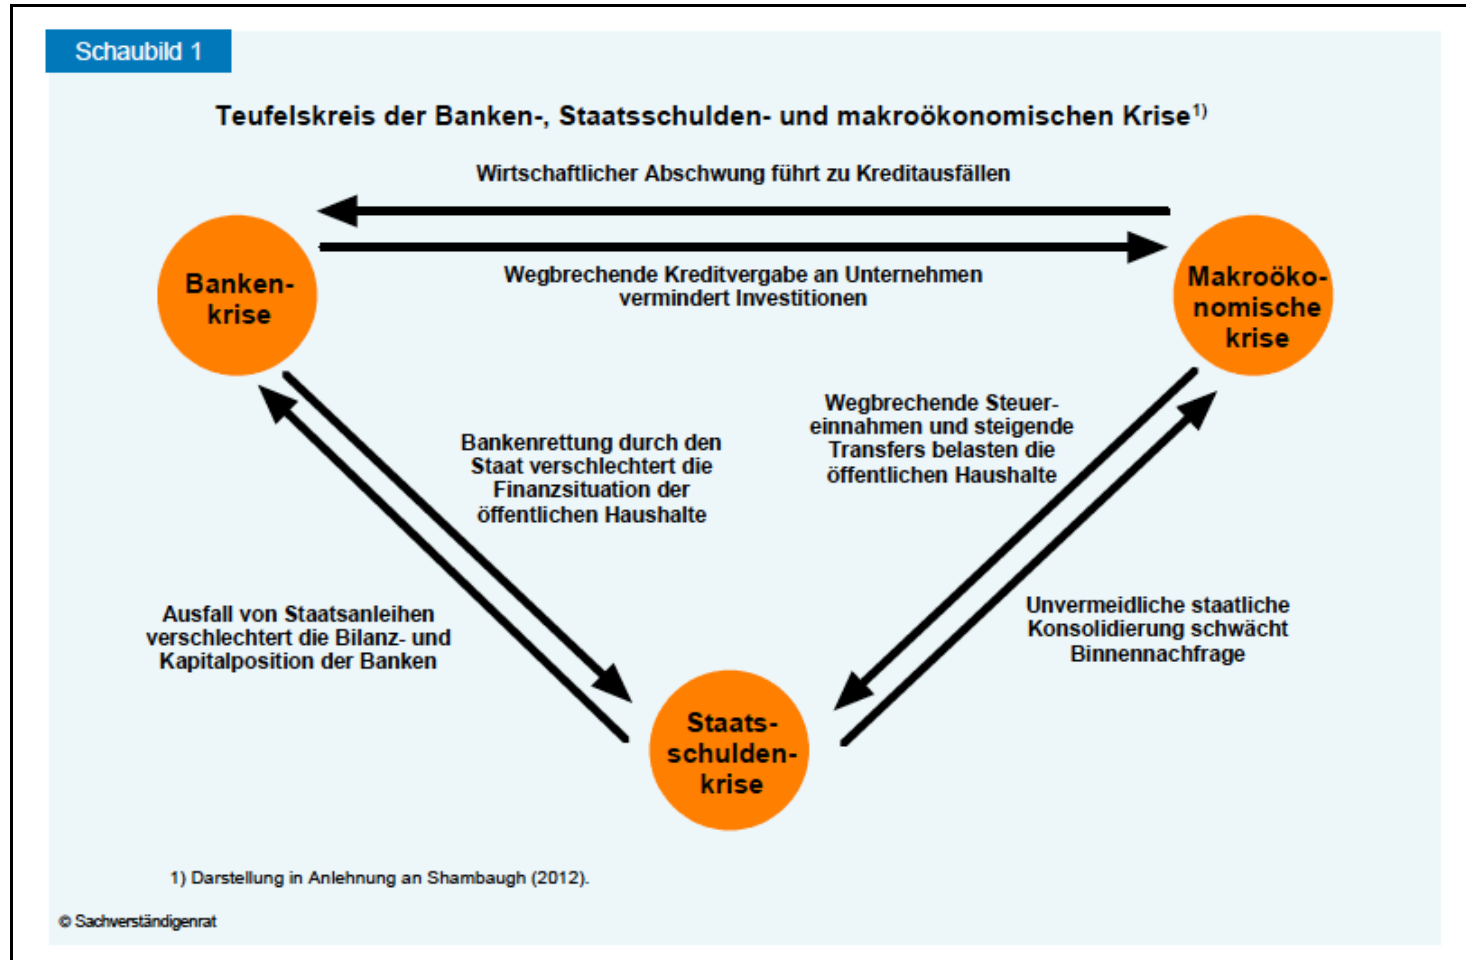 Schaubild 1
Teufelskreis der Banken-, Staatsschulden- und makroökonomischen Krise¹⁾
Wirtschaftlicher Abschwung führt zu Kreditausfällen
Banken-
krise
Wegbrechende Kreditvergabe an Unternehmen
vermindert Investitionen
Makroöko-
nomische
krise
Bankenrettung durch den
Staat verschlechtert die
Finanzsituation der
öffentlichen Haushalte
Wegbrechende Steuer-
einnahmen und steigende
Transfers belasten die
öffentlichen Haushalte
Ausfall von Staatsanleihen
verschlechtert die Bilanz- und
Kapitalposition der Banken
Unvermeidliche staatliche
Konsolidierung schwächt
Binnennachfrage
Staats-
schulden-
krise
1) Darstellung in Anlehnung an Shambaugh (2012).
© Sachverständigenrat